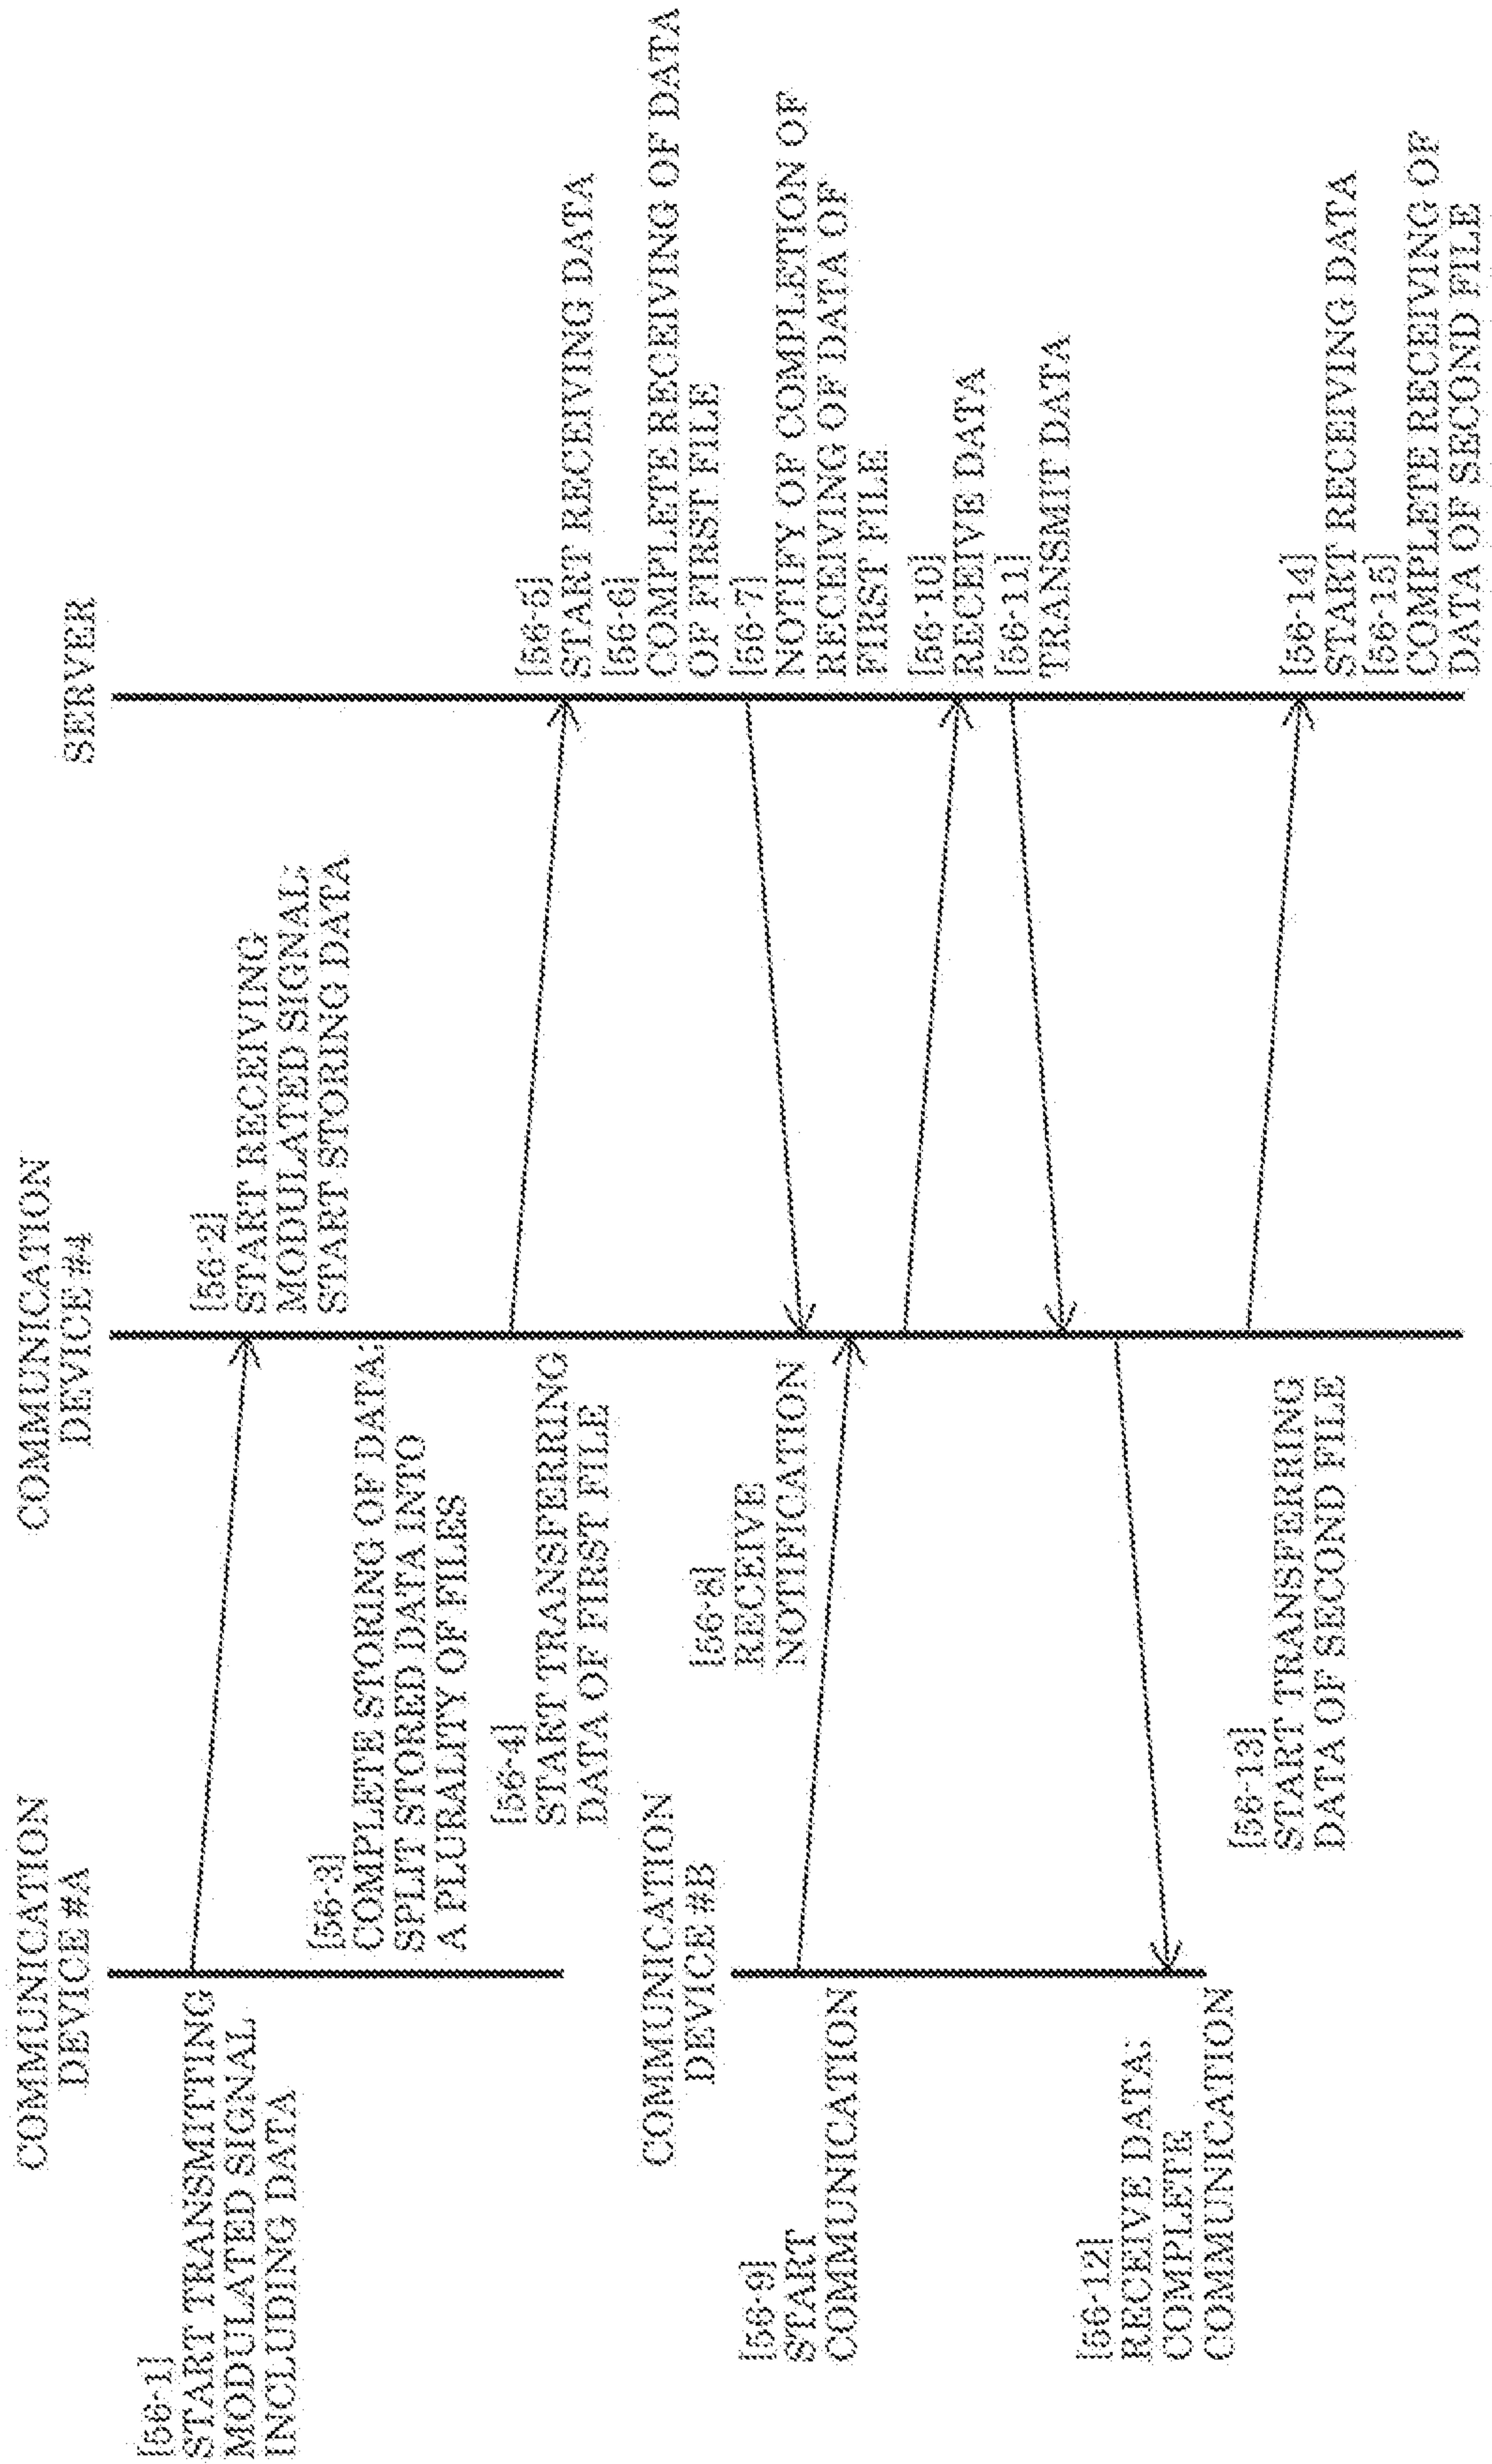 COMMUNICATION
DEVICE #A
COMMUNICATION
DEVICE #4
SERVER
[56-1]
START TRANSMITTING
MODULATED SIGNAL
INCLUDING DATA
[56-2]
START RECEIVING
MODULATED SIGNAL;
START STORING DATA
[56-3]
COMPLETE STORING OF DATA;
SPLIT STORED DATA INTO
A PLURALITY OF FILES
[56-4]
START TRANSFERRING
DATA OF FIRST FILE
[56-5]
START RECEIVING DATA
[56-6]
COMPLETE RECEIVING OF DATA
OF FIRST FILE
[56-7]
NOTIFY OF COMPLETION OF
RECEIVING OF DATA OF
FIRST FILE
COMMUNICATION
DEVICE #B
[56-8]
RECEIVE
NOTIFICATION
[56-9]
START
COMMUNICATION
[56-10]
RECEIVE DATA
[56-11]
TRANSMIT DATA
[56-12]
RECEIVE DATA;
COMPLETE
COMMUNICATION
[56-13]
START TRANSFERRING
DATA OF SECOND FILE
[56-14]
START RECEIVING DATA
[56-15]
COMPLETE RECEIVING OF
DATA OF SECOND FILE